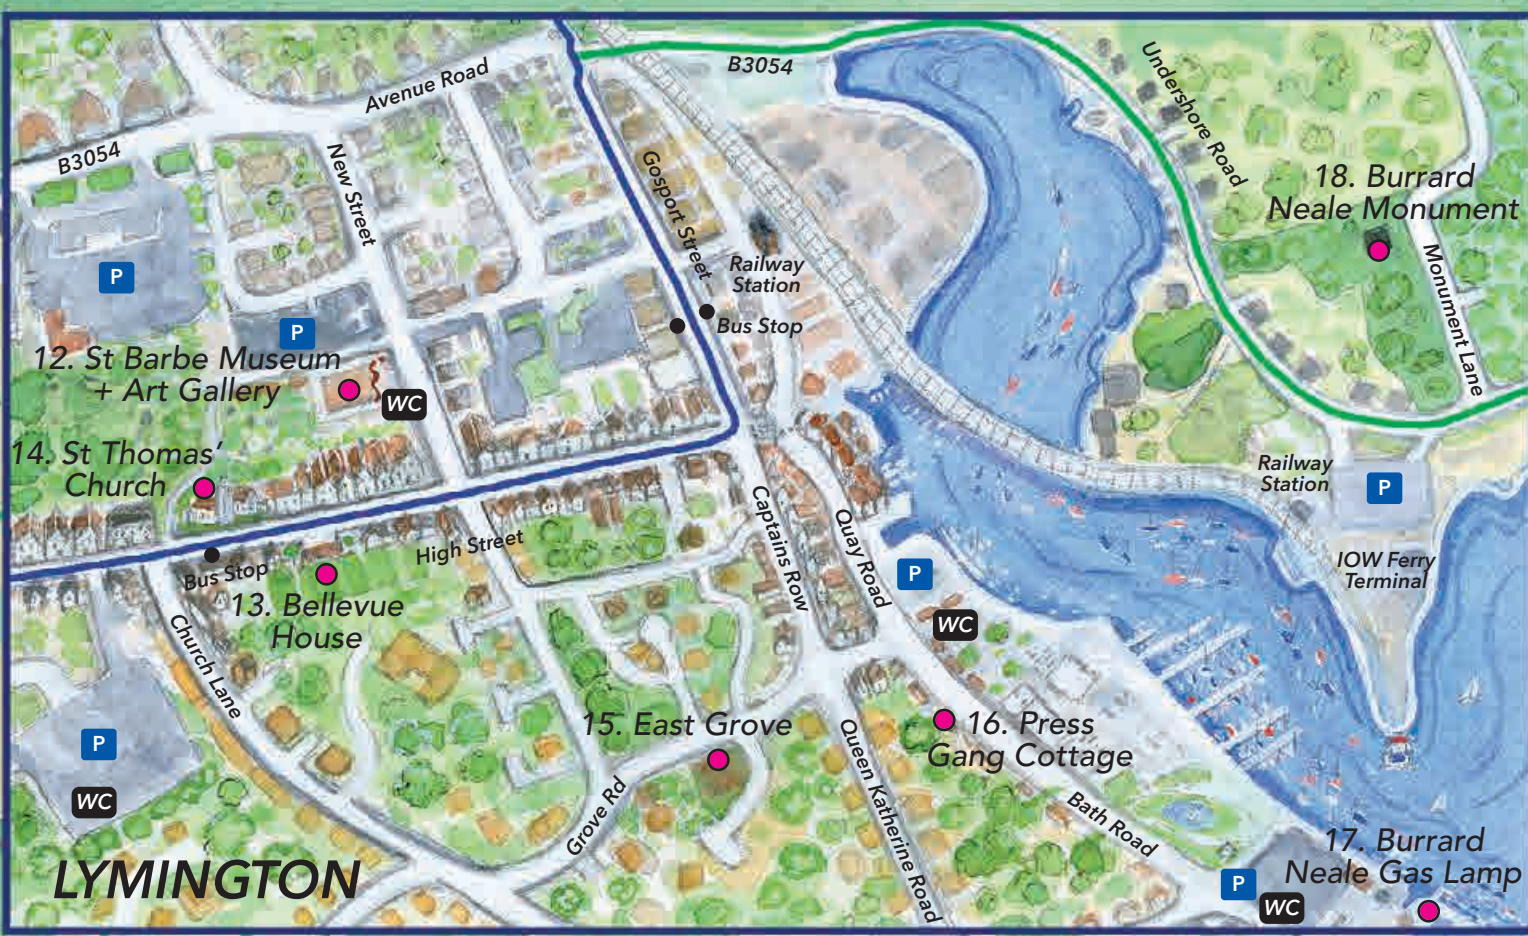 B3054
Avenue Road
B3054
Undershore Road
New Street
Gosport Street
18. Burrard
Neale Monument
P
Railway
Station
Monument Lane
P
Bus Stop
12. St Barbe Museum
+ Art Gallery
WC
14. St Thomas’
Church
Railway
Station
P
Captains Row
Quay Road
High Street
Bus Stop
P
IOW Ferry
Terminal
13. Bellevue
House
WC
Church Lane
15. East Grove
16. Press
Gang Cottage
P
WC
Queen Katherine Road
Grove Rd
Bath Road
17. Burrard
Neale Gas Lamp
LYMINGTON
P
WC